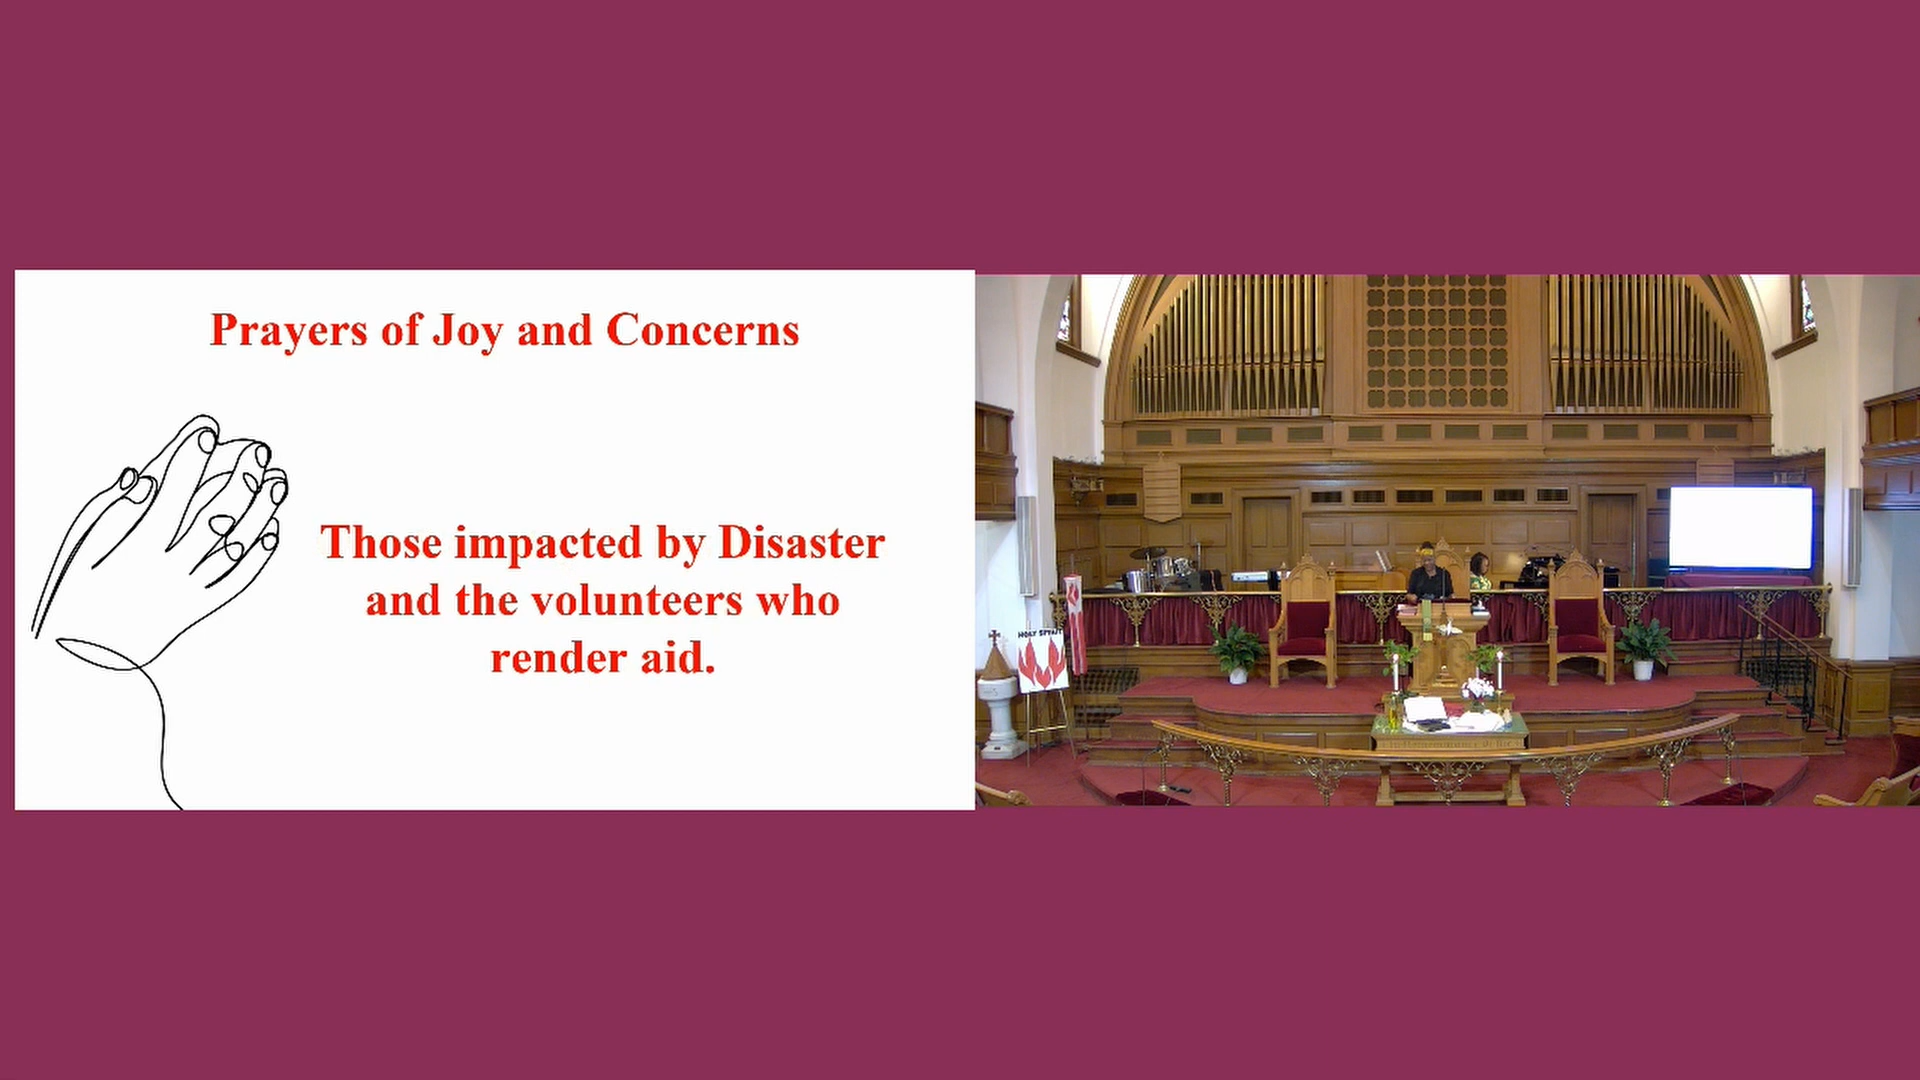 Prayers of Joy and Concerns
Those impacted by Disaster
and the volunteers who
render aid.
HOLY SPIRIT